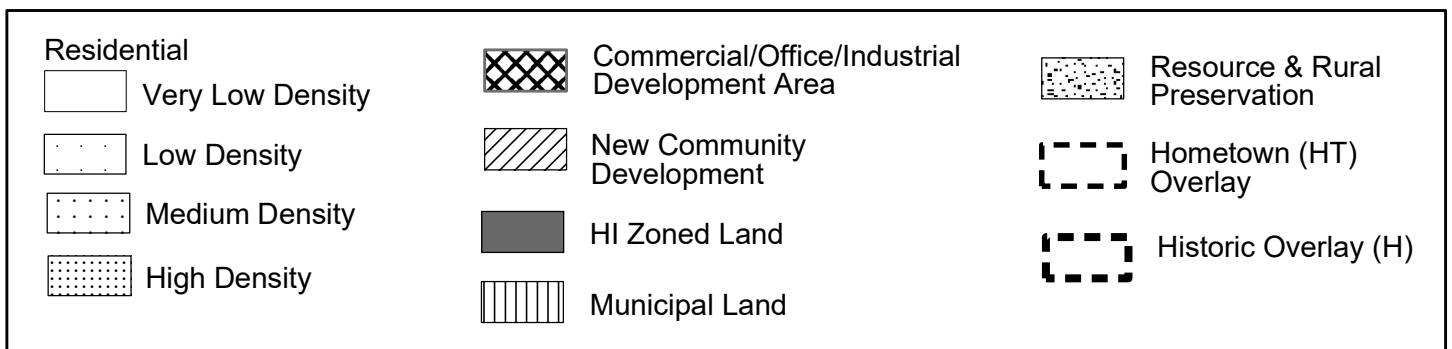 Residential
Very Low Density
Low Density
Medium Density
High Density
Commercial/Office/Industrial
Development Area
New Community
Development
HI Zoned Land
Municipal Land
Resource & Rural
Preservation
Hometown (HT)
Overlay
Historic Overlay (H)